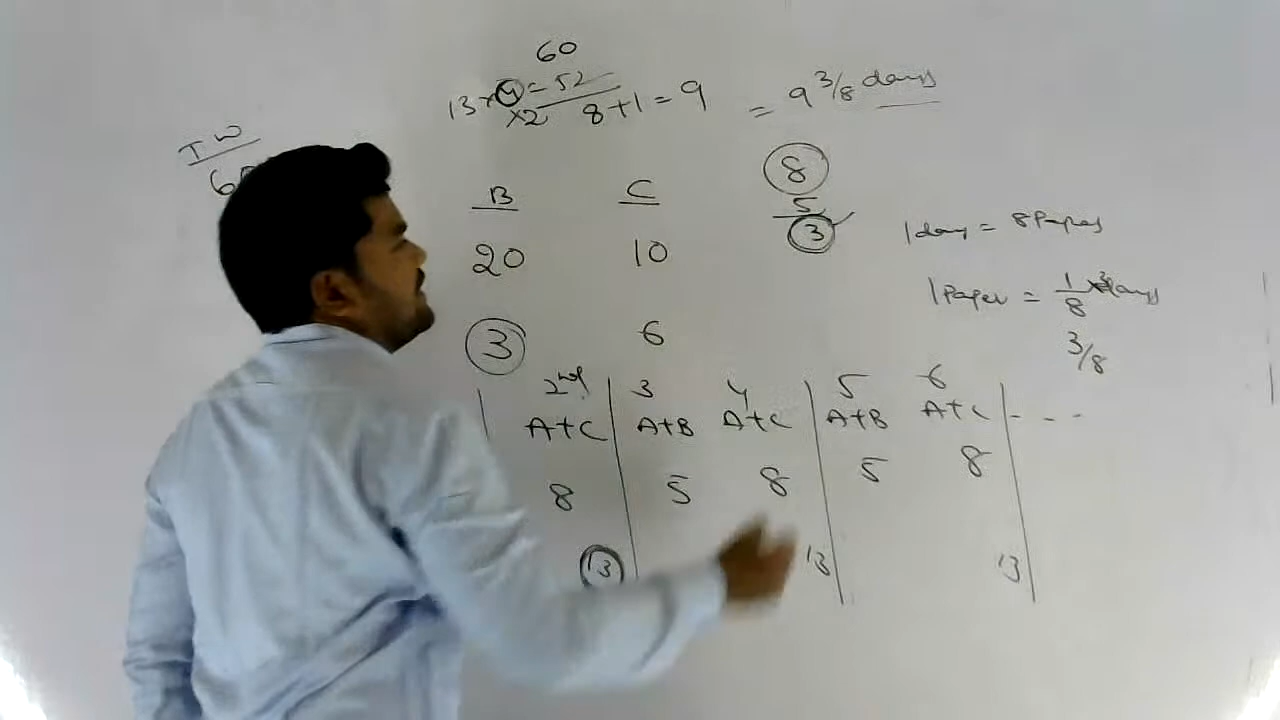 60
13 × 4 = 52
×2 8 + 1 = 9 = 9 3/8 days
T W
60
B C
20 10
3 6
8
5
3
1 day = 8 Papers
1 Paper = 1/8 × 3 days
3/8
2nd 3 4 5 6
A+C A+B A+C A+B A+C - - -
8 5 8 5 8
13 13 13